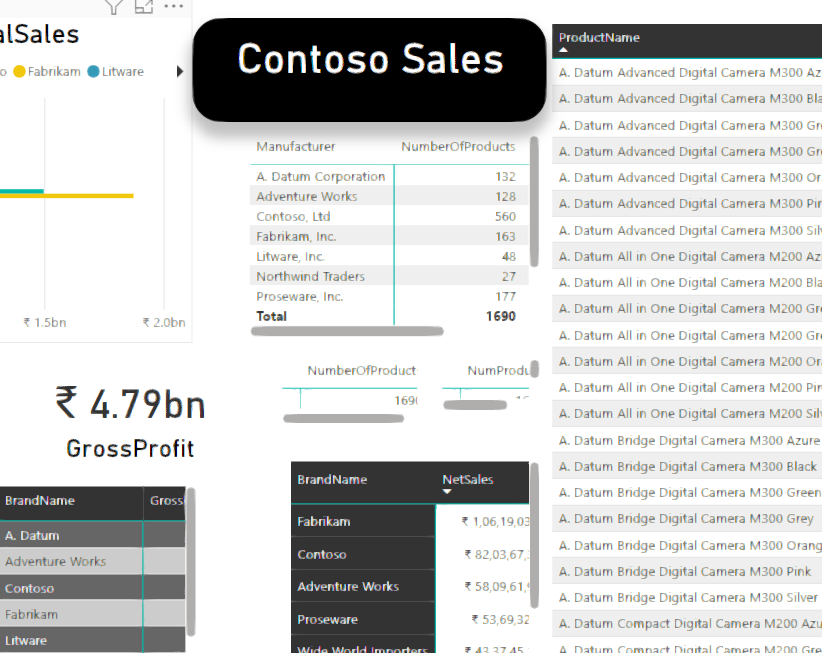 alSales
o Fabrikam Litware
₹ 1.5bn ₹ 2.0bn
Contoso Sales
Manufacturer NumberOfProducts
A. Datum Corporation 132
Adventure Works 128
Contoso, Ltd 560
Fabrikam, Inc. 163
Litware, Inc. 48
Northwind Traders 27
Proseware, Inc. 177
Total 1690
NumberOfProduct
NumProdu
₹ 4.79bn
GrossProfit
BrandName Gross
A. Datum
Adventure Works
Contoso
Fabrikam
Litware
BrandName NetSales
Fabrikam ₹ 1,06,19,03
Contoso ₹ 82,03,67,
Adventure Works ₹ 58,09,61,
Proseware ₹ 53,69,32
Wide World Importers ₹ 43,37,45
ProductName
A. Datum Advanced Digital Camera M300 Az
A. Datum Advanced Digital Camera M300 Bla
A. Datum Advanced Digital Camera M300 Gre
A. Datum Advanced Digital Camera M300 Gre
A. Datum Advanced Digital Camera M300 Or
A. Datum Advanced Digital Camera M300 Pin
A. Datum Advanced Digital Camera M300 Silv
A. Datum All in One Digital Camera M200 Az
A. Datum All in One Digital Camera M200 Bla
A. Datum All in One Digital Camera M200 Gre
A. Datum All in One Digital Camera M200 Gre
A. Datum All in One Digital Camera M200 Or
A. Datum All in One Digital Camera M200 Pin
A. Datum All in One Digital Camera M200 Silv
A. Datum Bridge Digital Camera M300 Azure
A. Datum Bridge Digital Camera M300 Black
A. Datum Bridge Digital Camera M300 Green
A. Datum Bridge Digital Camera M300 Grey
A. Datum Bridge Digital Camera M300 Orang
A. Datum Bridge Digital Camera M300 Pink
A. Datum Bridge Digital Camera M300 Silver
A. Datum Compact Digital Camera M200 Azu
A. Datum Compact Digital Camera M200 Gre